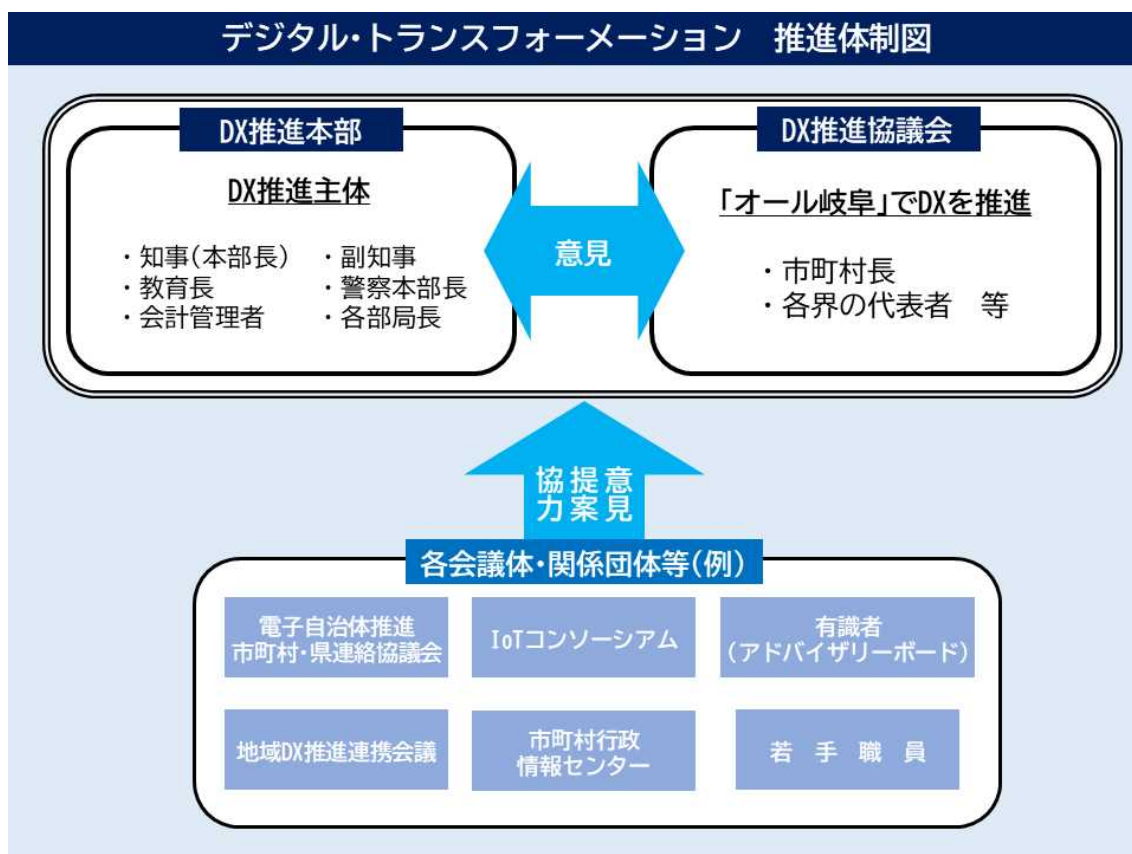 デジタル・トランスフォーメーション　推進体制図
DX推進本部
DX推進主体
・知事(本部長)　・副知事
・教育長　・警察本部長
・会計管理者　・各部局長
意見
DX推進協議会
「オール岐阜」でDXを推進
・市町村長
・各界の代表者　等
意見
提案
協力
各会議体・関係団体等(例)
電子自治体推進
市町村・県連絡協議会
IoTコンソーシアム
有識者
(アドバイザリーボード)
地域DX推進連携会議
市町村行政
情報センター
若　手　職　員